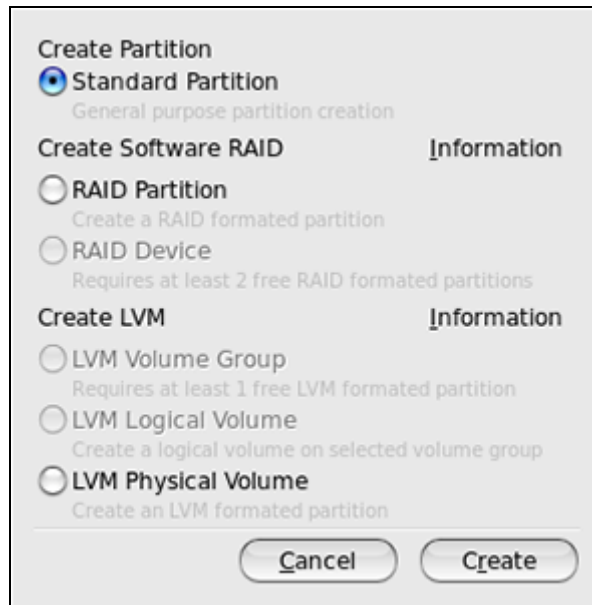 Create Partition
Standard Partition
General purpose partition creation
Create Software RAID Information
RAID Partition
Create a RAID formated partition
RAID Device
Requires at least 2 free RAID formated partitions
Create LVM Information
LVM Volume Group
Requires at least 1 free LVM formated partition
LVM Logical Volume
Create a logical volume on selected volume group
LVM Physical Volume
Create an LVM formated partition
Cancel Create